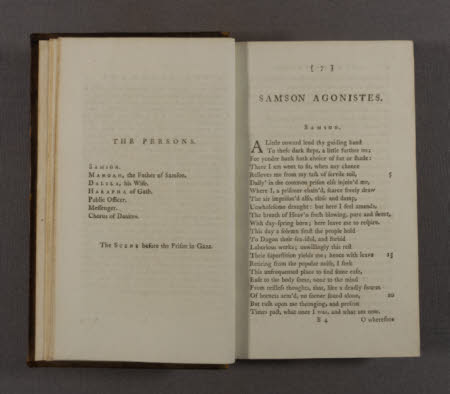 THE PERSONS.
SAMSON.
MANOAH, the Father of Samson.
DALILA, his Wife.
HARAPHA of Gath.
Public Officer.
Messenger.
Chorus of Danites.
The SCENE before the Prison in Gaza.
[ 7 ]
SAMSON AGONISTES.
SAMSON.
A Little onward lend thy guiding hand
To these dark steps, a little further on;
For yonder bank hath choice of sun or shade:
There I am wont to sit, when any chance
Relieves me from my task of servile toil, 5
Daily' in the common prison else injoin'd me,
Where I, a prisoner chain'd, scarce freely draw
The air imprison'd also, close and damp,
Unwholesome draught: but here I feel amends,
The breath of Heav'n fresh blowing, pure and sweet,
With day-spring born; here leave me to respire.
This day a solemn feast the people hold
To Dagon their sea-idol, and forbid
Laborious works; unwillingly this rest
Their superstition yields me; hence with leave 15
Retiring from the popular noise, I seek
This unfrequented place to find some ease,
Ease to the body some, none to the mind
From restless thoughts, that, like a deadly swarm
Of hornets arm'd, no sooner found alone, 20
But rush upon me thronging, and present
Times past, what once I was, and what am now.
B 4 O wherefore